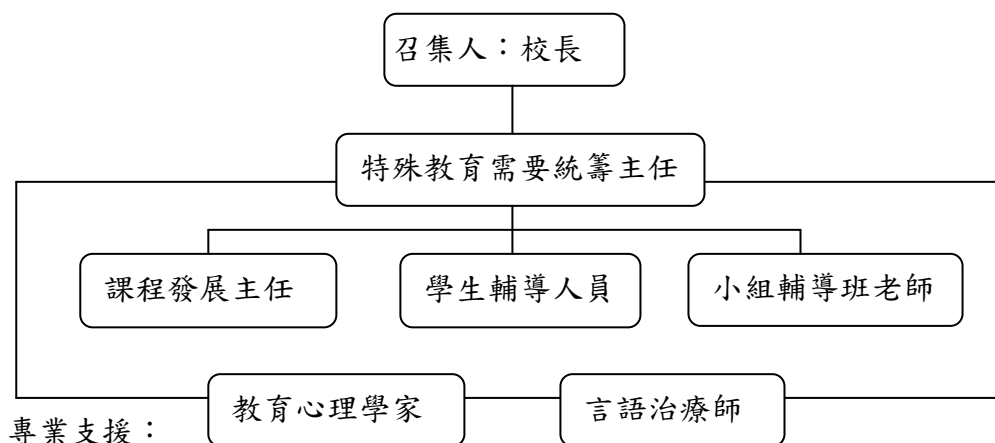 召集人：校長
特殊教育需要統籌主任
課程發展主任
學生輔導人員
小組輔導班老師
教育心理學家
言語治療師
專業支援：